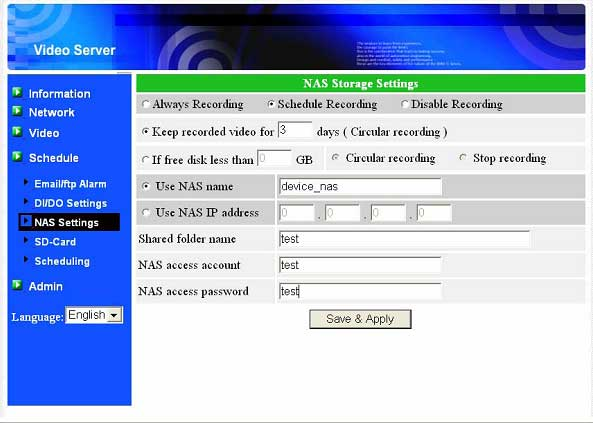 Video Server
Information
Network
Video
Schedule
Email/ftp Alarm
DI/DO Settings
NAS Settings
SD-Card
Scheduling
Admin
Language: English
NAS Storage Settings
Always Recording Schedule Recording Disable Recording
Keep recorded video for 3 days ( Circular recording )
If free disk less than 0 GB Circular recording Stop recording
Use NAS name device_nas
Use NAS IP address 0 . 0 . 0 . 0
Shared folder name test
NAS access account test
NAS access password test
Save & Apply